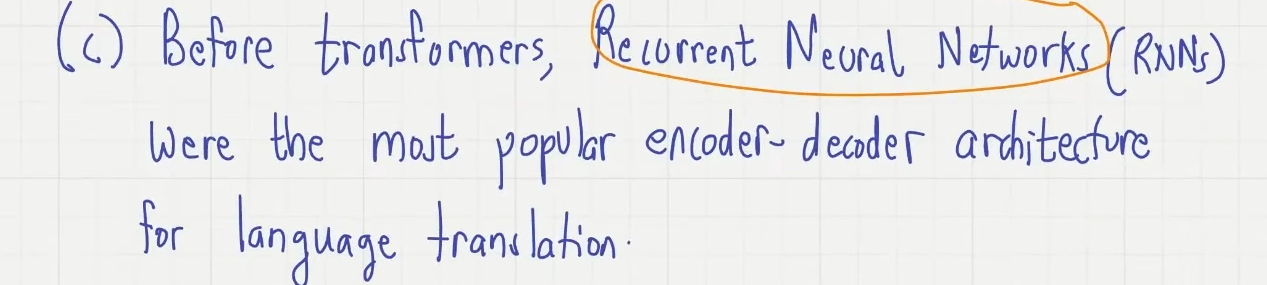 (c) Before transformers, Recurrent Neural Networks (RNNs)
Were the most popular encoder-decoder architecture
for language translation.